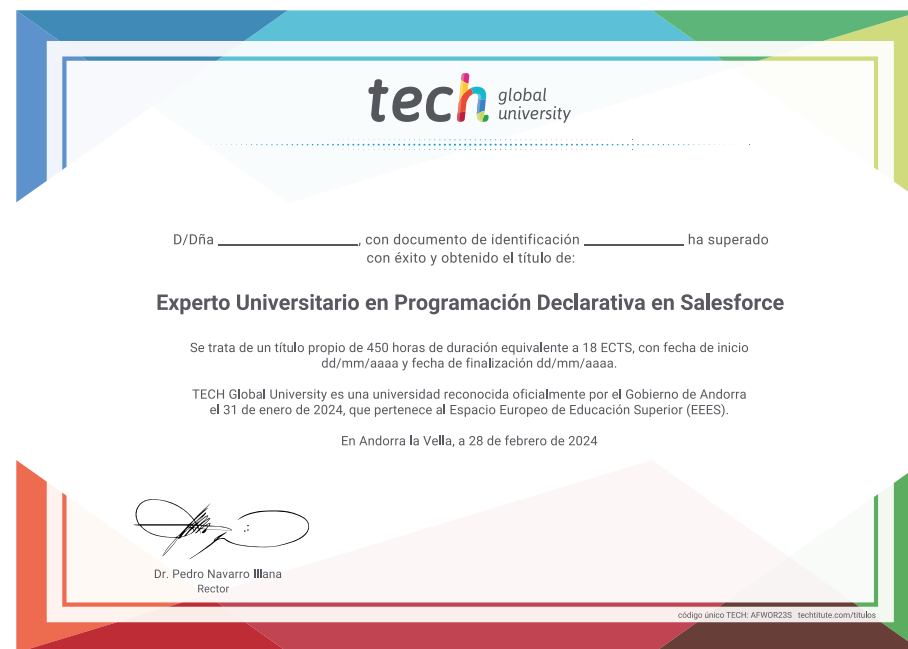 tech global university
D/Dña ____________________, con documento de identificación ______________ ha superado
con éxito y obtenido el título de:
Experto Universitario en Programación Declarativa en Salesforce
Se trata de un título propio de 450 horas de duración equivalente a 18 ECTS, con fecha de inicio
dd/mm/aaaa y fecha de finalización dd/mm/aaaa.
TECH Global University es una universidad reconocida oficialmente por el Gobierno de Andorra
el 31 de enero de 2024, que pertenece al Espacio Europeo de Educación Superior (EEES).
En Andorra la Vella, a 28 de febrero de 2024
Dr. Pedro Navarro Illana
Rector
código único TECH: AFWOR23S techtitute.com/titulos